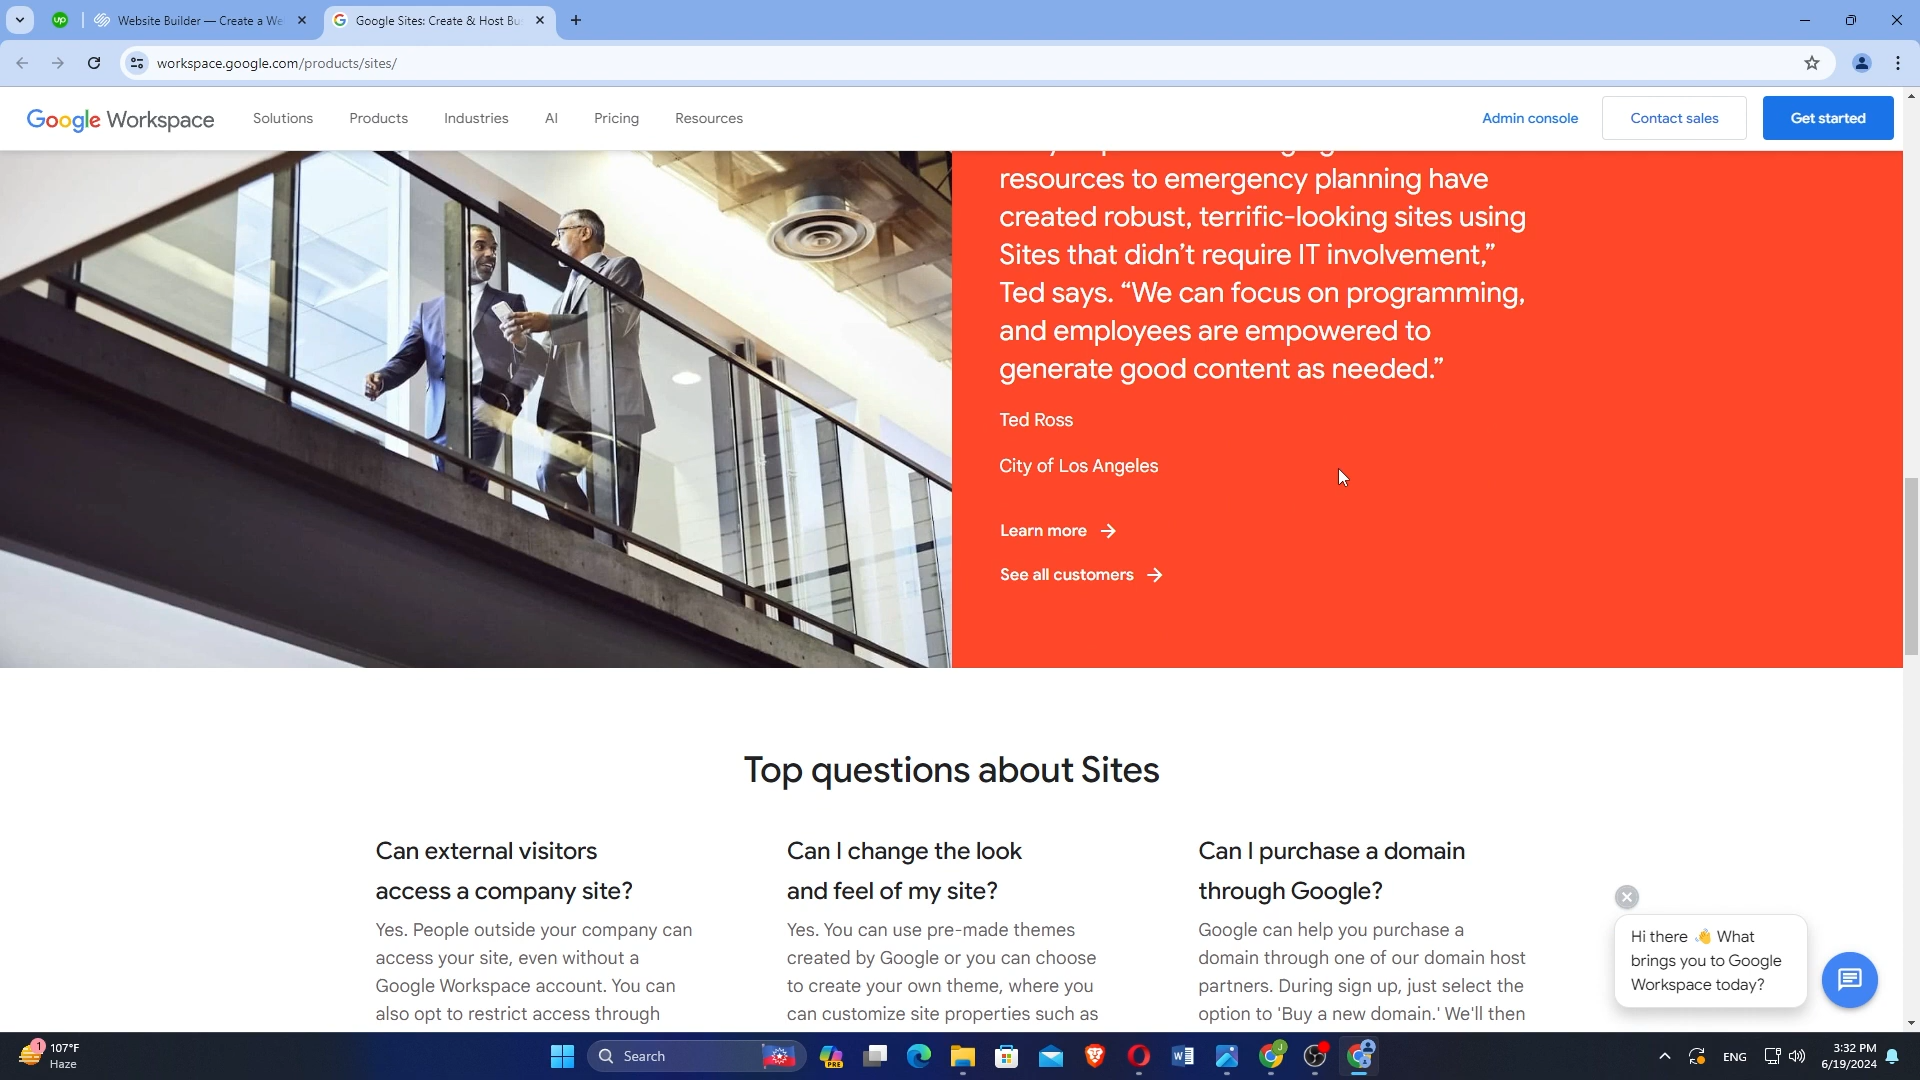 Website Builder — Create a We
Google Sites: Create & Host Bu
workspace.google.com/products/sites/
Google Workspace
Solutions
Products
Industries
AI
Pricing
Resources
Admin console
Contact sales
Get started
resources to emergency planning have
created robust, terrific-looking sites using
Sites that didn’t require IT involvement,”
Ted says. “We can focus on programming,
and employees are empowered to
generate good content as needed.”
Ted Ross
City of Los Angeles
Learn more
See all customers
Top questions about Sites
Can external visitors
access a company site?
Yes. People outside your company can
access your site, even without a
Google Workspace account. You can
also opt to restrict access through
Can I change the look
and feel of my site?
Yes. You can use pre-made themes
created by Google or you can choose
to create your own theme, where you
can customize site properties such as
Can I purchase a domain
through Google?
Google can help you purchase a
domain through one of our domain host
partners. During sign up, just select the
option to 'Buy a new domain.' We'll then
Hi there 👋 What
brings you to Google
Workspace today?
1
107°F
Haze
Search
PRE
J
ENG
3:32 PM
6/19/2024